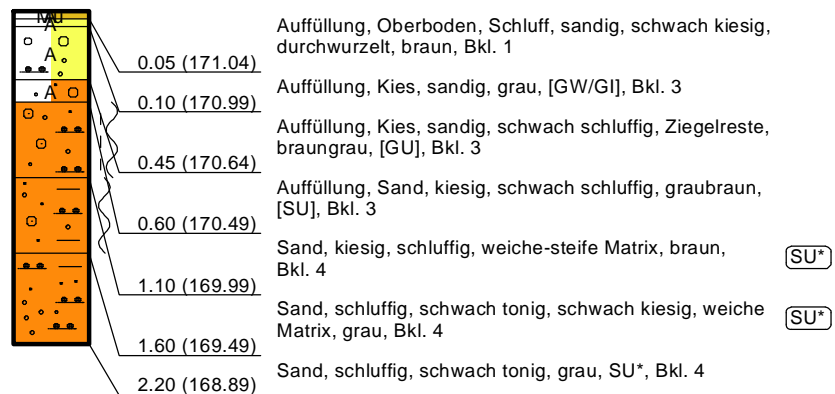 Mu
A
A
A
Auffüllung, Oberboden, Schluff, sandig, schwach kiesig,
durchwurzelt, braun, Bkl. 1
0.05 (171.04)
Auffüllung, Kies, sandig, grau, [GW/GI], Bkl. 3
0.10 (170.99)
Auffüllung, Kies, sandig, schwach schluffig, Ziegelreste,
braungrau, [GU], Bkl. 3
0.45 (170.64)
Auffüllung, Sand, kiesig, schwach schluffig, graubraun,
[SU], Bkl. 3
0.60 (170.49)
Sand, kiesig, schluffig, weiche-steife Matrix, braun,
Bkl. 4
SU*
1.10 (169.99)
Sand, schluffig, schwach tonig, schwach kiesig, weiche
Matrix, grau, Bkl. 4
SU*
1.60 (169.49)
Sand, schluffig, schwach tonig, grau, SU*, Bkl. 4
2.20 (168.89)